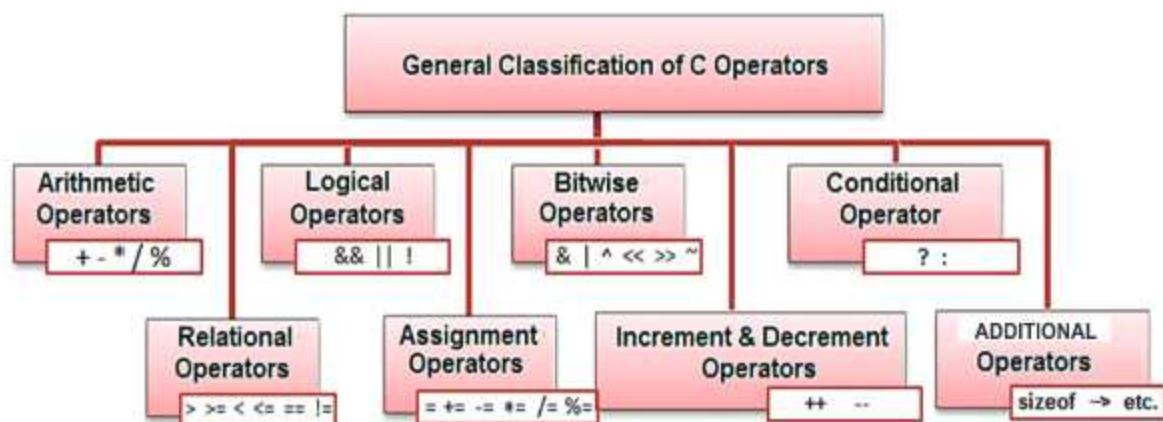 General Classification of C Operators
Arithmetic
Operators
+ - * / %
Logical
Operators
&& || !
Bitwise
Operators
& | ^ << >> ~
Conditional
Operator
? :
Relational
Operators
> >= < <= == !=
Assignment
Operators
= += -= *= /= %=
Increment & Decrement
Operators
++ --
ADDITIONAL
Operators
sizeof -> etc.